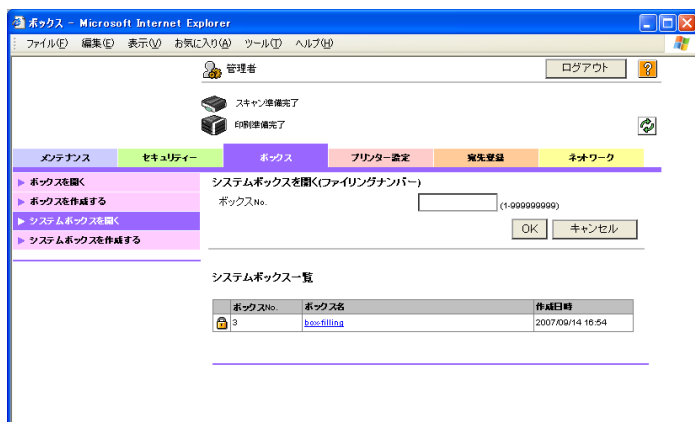 ボックス - Microsoft Internet Explorer
ファイル(F) 編集(E) 表示(V) お気に入り(A) ツール(T) ヘルプ(H)
管理者 ログアウト ?
スキャン準備完了
印刷準備完了
メンテナンス セキュリティー ボックス プリンター設定 宛先登録 ネットワーク
ボックスを開く
ボックスを作成する
システムボックスを開く
システムボックスを作成する
システムボックスを開く(ファイリングナンバー)
ボックスNo. (1-999999999)
OK キャンセル
システムボックス一覧
ボックスNo. ボックス名 作成日時
3 box-filling 2007/09/14 16:54